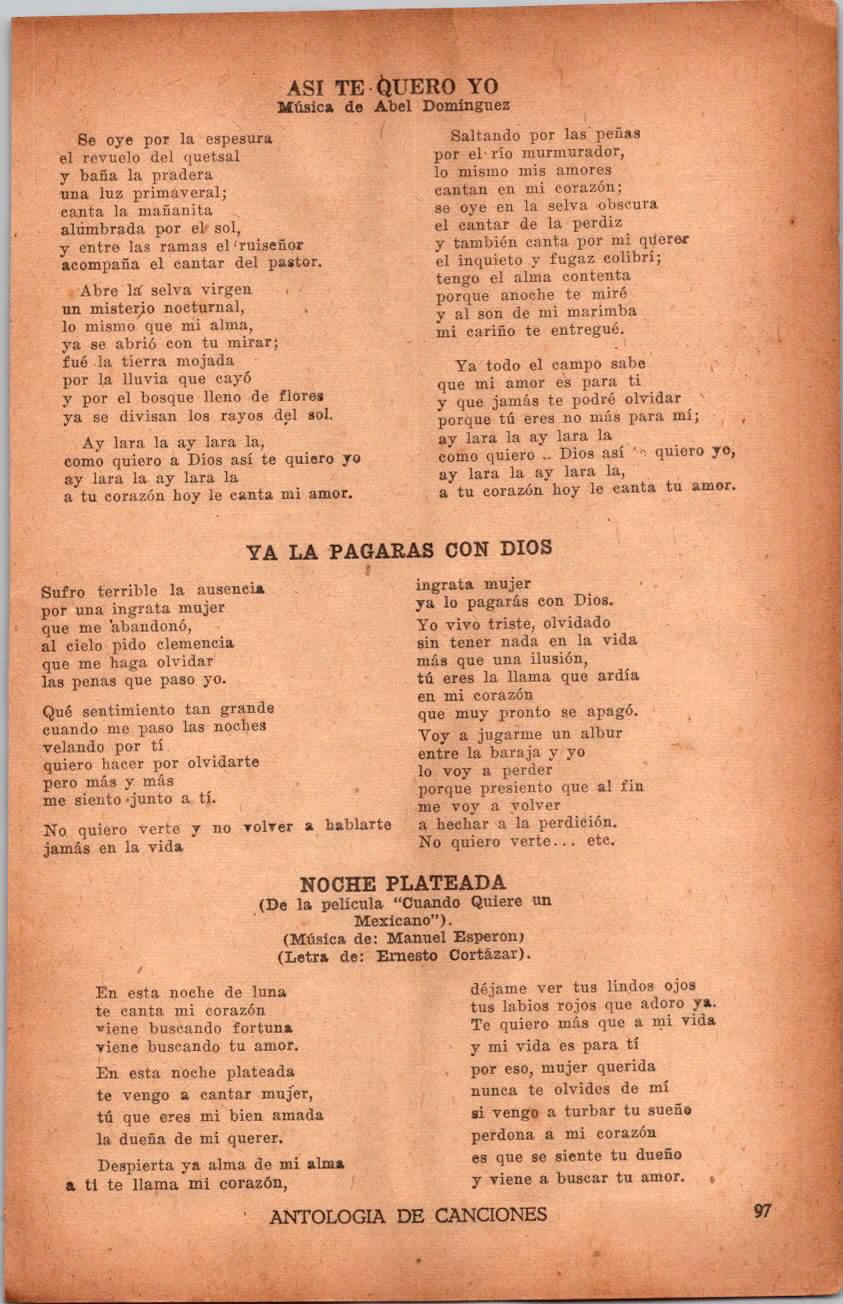 ASI TE QUERO YO
Música de Abel Domínguez
Se oye por la espesura
el revuelo del quetsal
y baña la pradera
una luz primaveral;
canta la mañanita
alumbrada por el sol,
y entre las ramas el ruiseñor
acompaña el cantar del pastor.
Abre la selva virgen
un misterio nocturnal,
lo mismo que mi alma,
ya se abrió con tu mirar;
fué la tierra mojada
por la lluvia que cayó
y por el bosque lleno de flores
ya se divisan los rayos del sol.
Ay lara la ay lara la,
como quiero a Dios así te quiero yo
ay lara la ay lara la
a tu corazón hoy le canta mi amor.
Saltando por las peñas
por el río murmurador,
lo mismo mis amores
cantan en mi corazón;
se oye en la selva obscura
el cantar de la perdiz
y también canta por mi querer
el inquieto y fugaz colibrí;
tengo el alma contenta
porque anoche te miré
y al son de mi marimba
mi cariño te entregué.
Ya todo el campo sabe
que mi amor es para ti
y que jamás te podré olvidar
porque tú eres no más para mí;
ay lara la ay lara la
como quiero Dios así quiero yo,
ay lara la ay lara la,
a tu corazón hoy le canta tu amor.
YA LA PAGARAS CON DIOS
Sufro terrible la ausencia
por una ingrata mujer
que me abandonó,
al cielo pido clemencia
que me haga olvidar
las penas que paso yo.
Qué sentimiento tan grande
cuando me paso las noches
velando por tí
quiero hacer por olvidarte
pero más y más
me siento junto a tí.
No quiero verte y no volver a hablarte
jamás en la vida
ingrata mujer
ya lo pagarás con Dios.
Yo vivo triste, olvidado
sin tener nada en la vida
más que una ilusión,
tú eres la llama que ardía
en mi corazón
que muy pronto se apagó.
Voy a jugarme un albur
entre la baraja y yo
lo voy a perder
porque presiento que al fin
me voy a volver
a hechar a la perdición.
No quiero verte... etc.
NOCHE PLATEADA
(De la película “Cuando Quiere un
Mexicano”).
(Música de: Manuel Esperon)
(Letra de: Ernesto Cortázar).
En esta noche de luna
te canta mi corazón
viene buscando fortuna
viene buscando tu amor.
En esta noche plateada
te vengo a cantar mujer,
tú que eres mi bien amada
la dueña de mi querer.
Despierta ya alma de mi alma
a ti te llama mi corazón,
déjame ver tus lindos ojos
tus labios rojos que adoro ya.
Te quiero más que a mi vida
y mi vida es para tí
por eso, mujer querida
nunca te olvides de mí
si vengo a turbar tu sueño
perdona a mi corazón
es que se siente tu dueño
y viene a buscar tu amor.
ANTOLOGIA DE CANCIONES
97